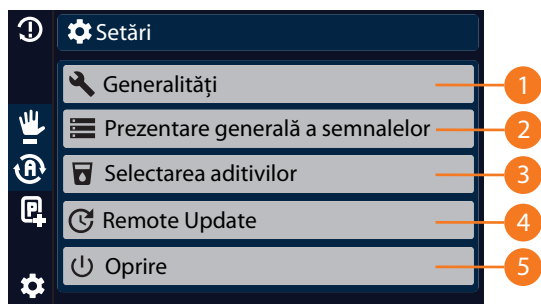 Setări
Generalități 1
Prezentare generală a semnalelor 2
Selectarea aditivilor 3
Remote Update 4
Oprire 5
A
P